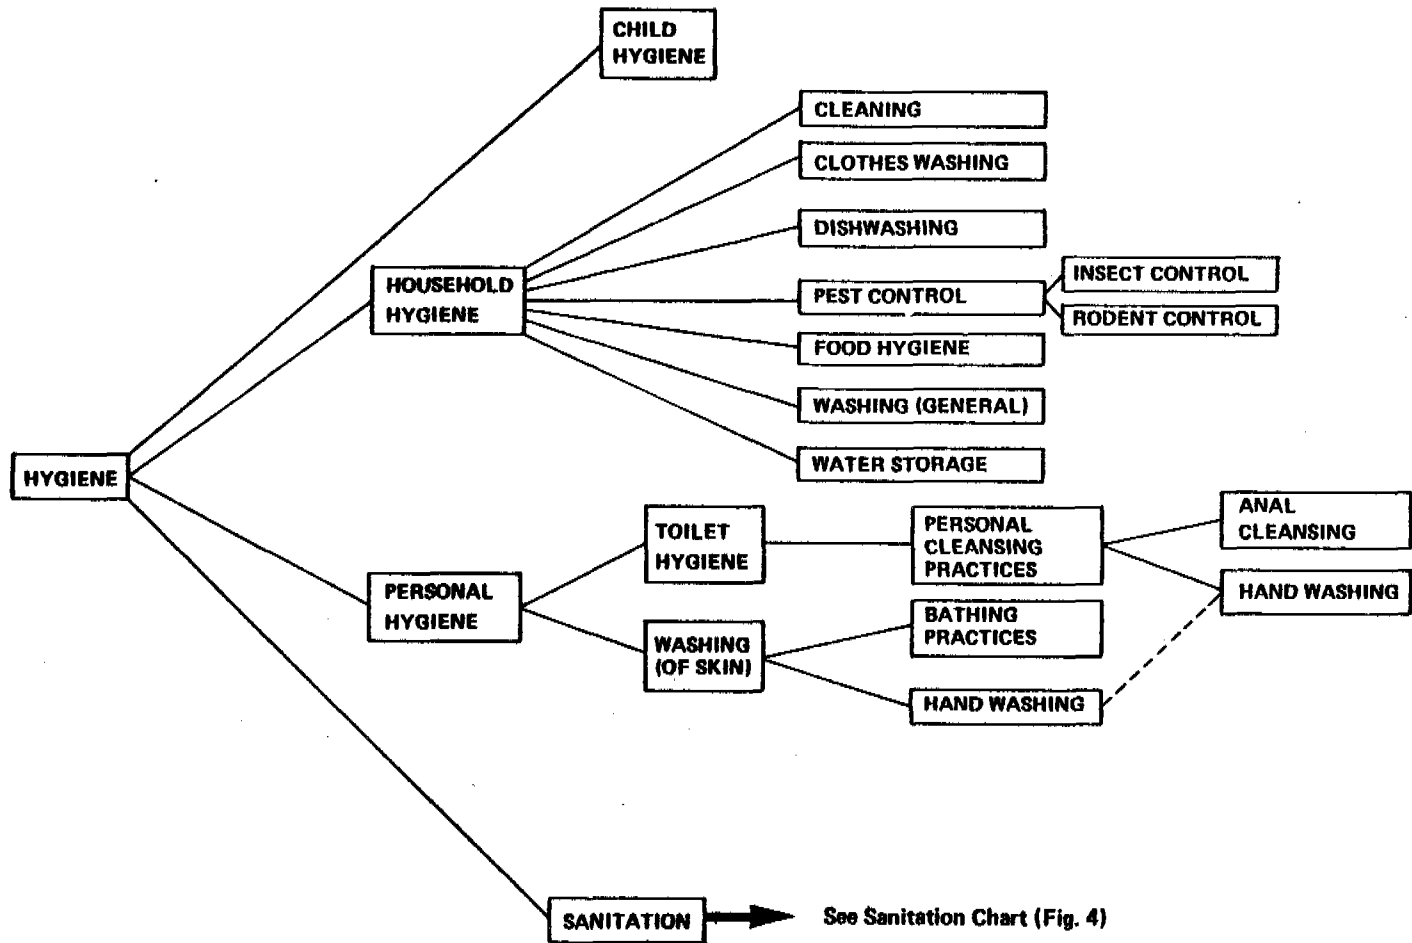 CHILD
HYGIENE
CLEANING
CLOTHES WASHING
DISHWASHING
HOUSEHOLD
HYGIENE
PEST CONTROL
INSECT CONTROL
RODENT CONTROL
FOOD HYGIENE
WASHING (GENERAL)
WATER STORAGE
HYGIENE
TOILET
HYGIENE
PERSONAL
CLEANSING
PRACTICES
ANAL
CLEANSING
HAND WASHING
PERSONAL
HYGIENE
WASHING
(OF SKIN)
BATHING
PRACTICES
HAND WASHING
SANITATION
See Sanitation Chart (Fig. 4)